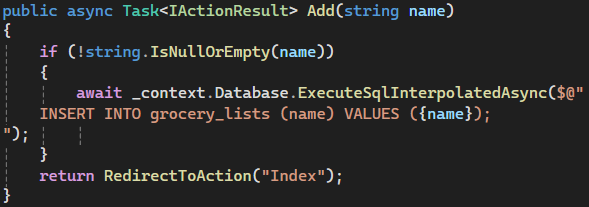 public async Task<IActionResult> Add(string name)
{
    if (!string.IsNullOrEmpty(name))
    {
        await _context.Database.ExecuteSqlInterpolatedAsync($@"
    INSERT INTO grocery_lists (name) VALUES ({name});
");
    }
    return RedirectToAction("Index");
}